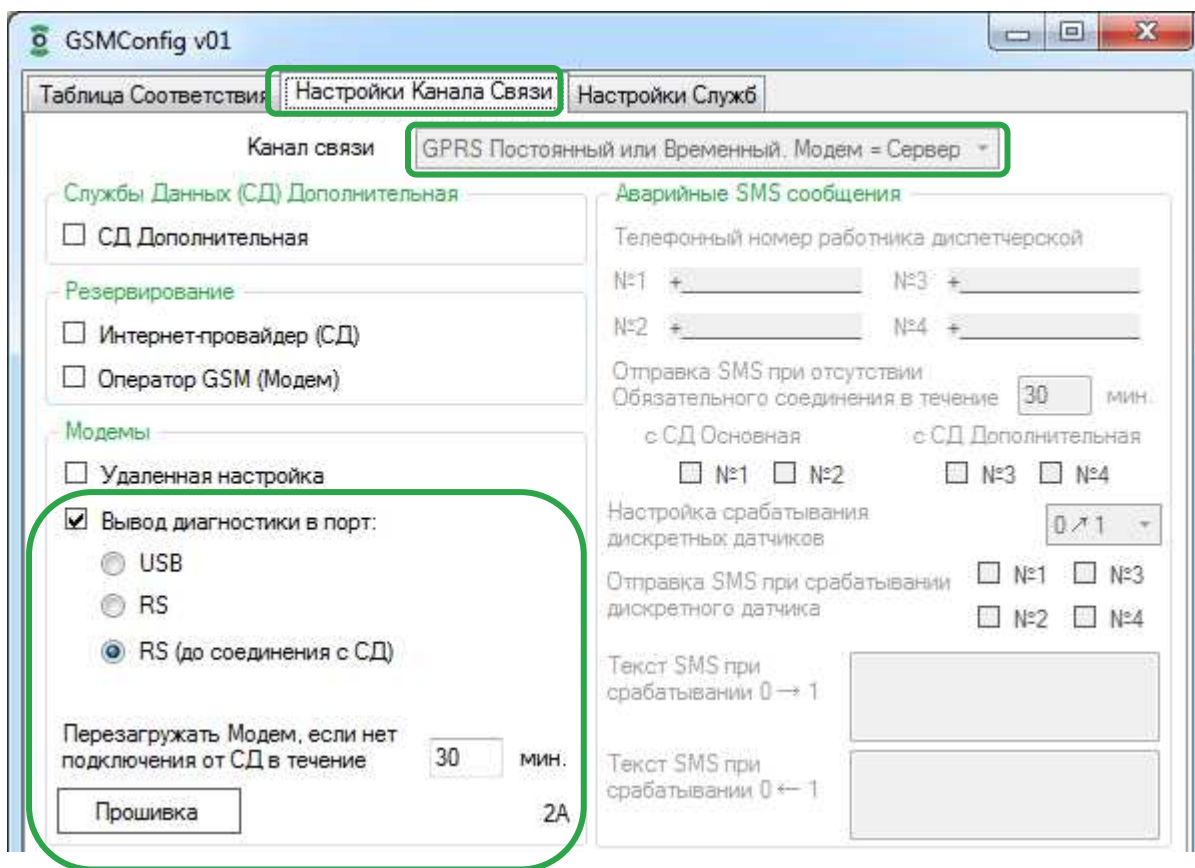 GSMConfig v01
Таблица Соответствия Настройки Канала Связи Настройки Служб
Канал связи GPRS Постоянный или Временный. Модем = Сервер
Службы Данных (СД) Дополнительная
СД Дополнительная
Резервирование
Интернет-провайдер (СД)
Оператор GSM (Модем)
Модемы
Удаленная настройка
Вывод диагностики в порт:
USB
RS
RS (до соединения с СД)
Перезагружать Модем, если нет
подключения от СД в течение 30 мин.
Прошивка 2A
Аварийные SMS сообщения
Телефонный номер работника диспетчерской
№1 + №3 +
№2 + №4 +
Отправка SMS при отсутствии
Обязательного соединения в течение 30 мин.
с СД Основная с СД Дополнительная
№1 №2 №3 №4
Настройка срабатывания
дискретных датчиков 0↗1
Отправка SMS при срабатывании №1 №3
дискретного датчика №2 №4
Текст SMS при
срабатывании 0 → 1
Текст SMS при
срабатывании 0 ← 1